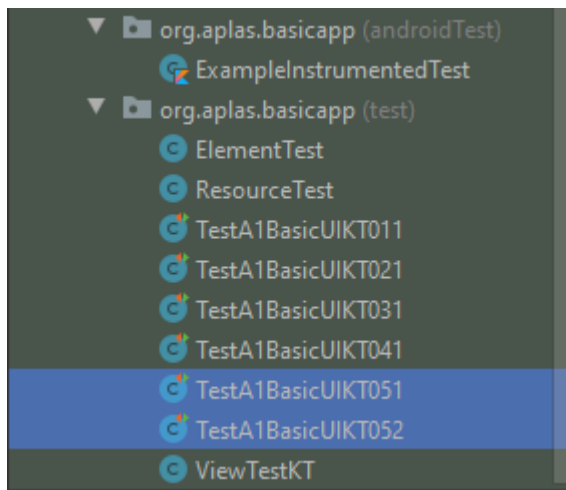 org.aplas.basicapp (androidTest)
ExampleInstrumentedTest
org.aplas.basicapp (test)
ElementTest
ResourceTest
TestA1BasicUIKT011
TestA1BasicUIKT021
TestA1BasicUIKT031
TestA1BasicUIKT041
TestA1BasicUIKT051
TestA1BasicUIKT052
ViewTestKT